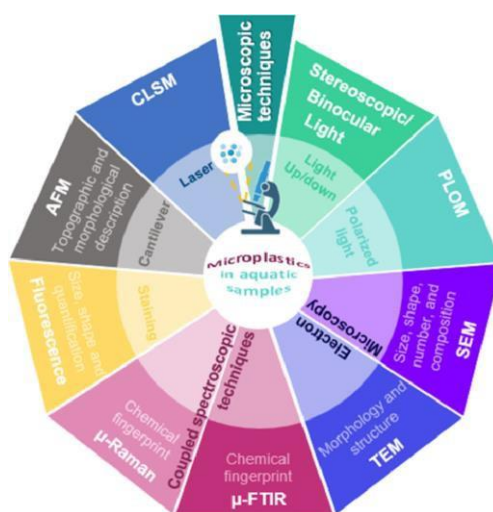 Microscopic
techniques
Stereoscopic/
Binocular
Light
Light
Up/down
PLOM
Polarized
light
SEM
Size, shape,
number, and
composition
Electron
Microscopy
TEM
Morphology and
structure
µ-FTIR
Chemical
fingerprint
Coupled spectroscopic
techniques
µ-Raman
Chemical
fingerprint
Fluorescence
Size, shape and
quantification
Staining
AFM
Topographic and
morphological
description
Cantilever
CLSM
Laser
Microplastics
in aquatic
samples